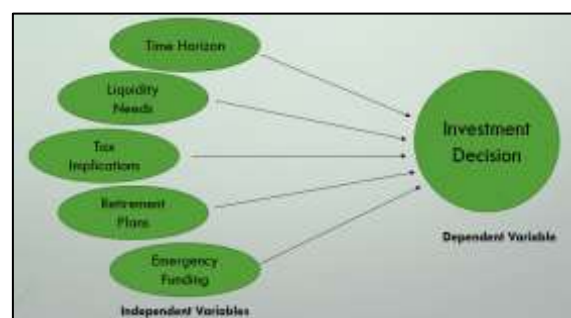 Time Horizon
Liquidity
Needs
Tax
Implications
Retirement
Plans
Emergency
Funding
Independent Variables
Investment
Decision
Dependent Variable